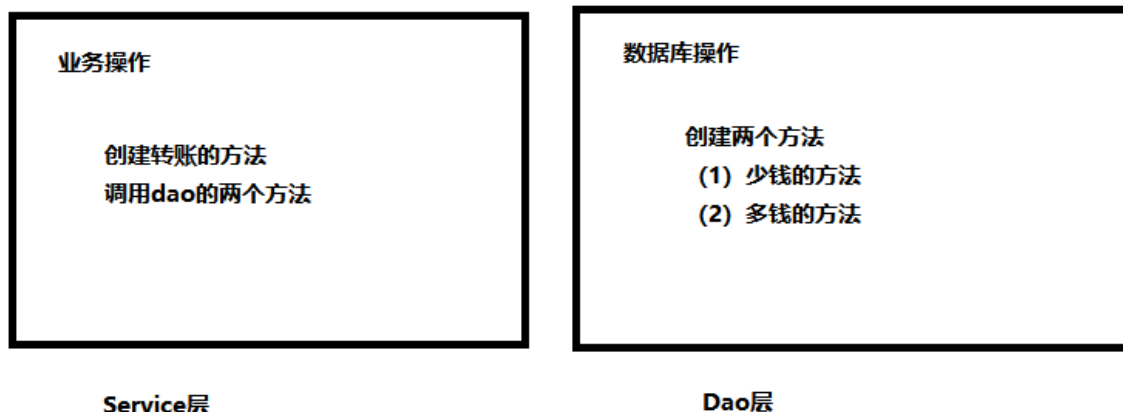 业务操作
创建转账的方法
调用dao的两个方法
Service层
数据库操作
创建两个方法
（1）少钱的方法
（2）多钱的方法
Dao层